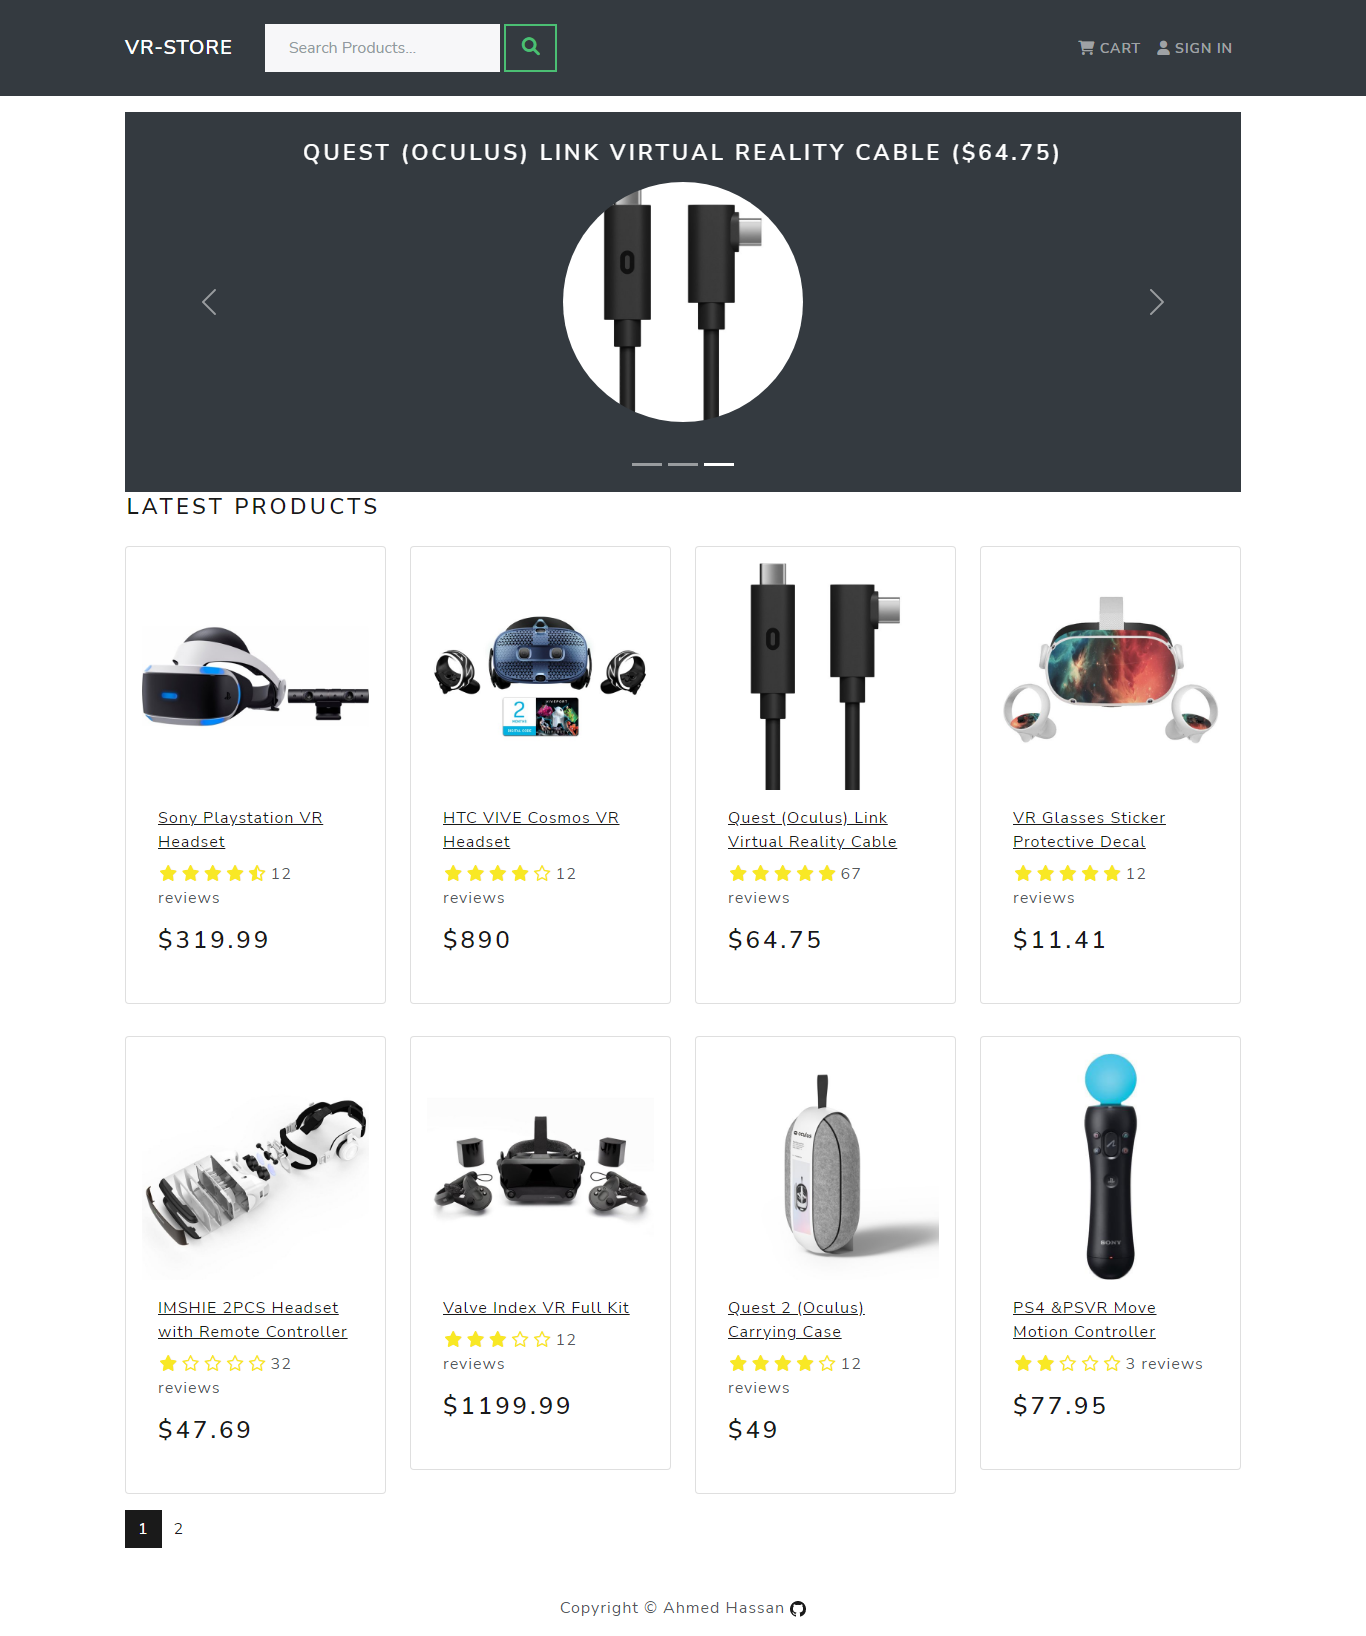 VR-STORE
Search Products...
CART
SIGN IN
QUEST (OCULUS) LINK VIRTUAL REALITY CABLE ($64.75)
LATEST PRODUCTS
2
Sony Playstation VR
Headset
12
reviews
$319.99
HTC VIVE Cosmos VR
Headset
12
reviews
$890
Quest (Oculus) Link
Virtual Reality Cable
67
reviews
$64.75
VR Glasses Sticker
Protective Decal
12
reviews
$11.41
oculus
SONY
IMSHIE 2PCS Headset
with Remote Controller
32
reviews
$47.69
Valve Index VR Full Kit
12
reviews
$1199.99
Quest 2 (Oculus)
Carrying Case
12
reviews
$49
PS4 &PSVR Move
Motion Controller
3 reviews
$77.95
1
2
Copyright © Ahmed Hassan